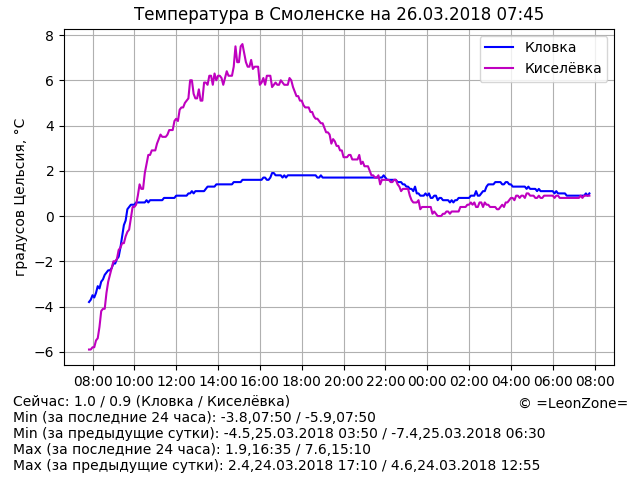 Температура в Смоленске на 26.03.2018 07:45
8
6
4
2
0
−2
−4
−6
градусов Цельсия, °C
Кловка
Киселёвка
08:00 10:00 12:00 14:00 16:00 18:00 20:00 22:00 00:00 02:00 04:00 06:00 08:00
Сейчас: 1.0 / 0.9 (Кловка / Киселёвка)
© =LeonZone=
Min (за последние 24 часа): -3.8,07:50 / -5.9,07:50
Min (за предыдущие сутки): -4.5,25.03.2018 03:50 / -7.4,25.03.2018 06:30
Max (за последние 24 часа): 1.9,16:35 / 7.6,15:10
Max (за предыдущие сутки): 2.4,24.03.2018 17:10 / 4.6,24.03.2018 12:55